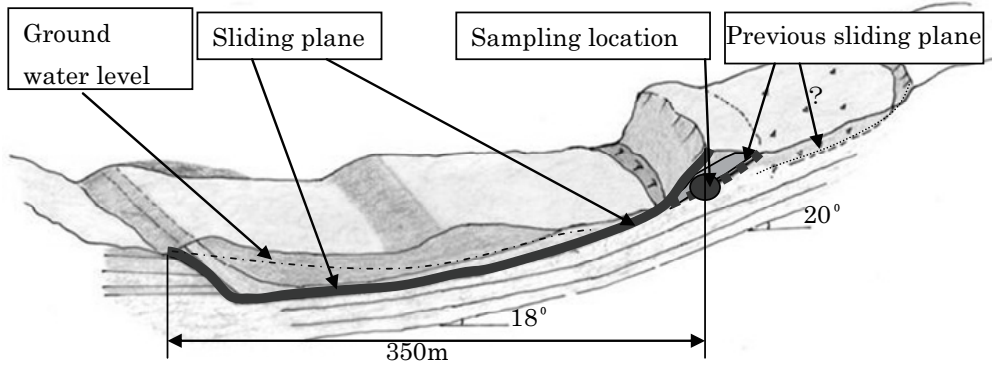 Ground
water level
Sliding plane
Sampling location
Previous sliding plane
?
20°
?
18°
350m